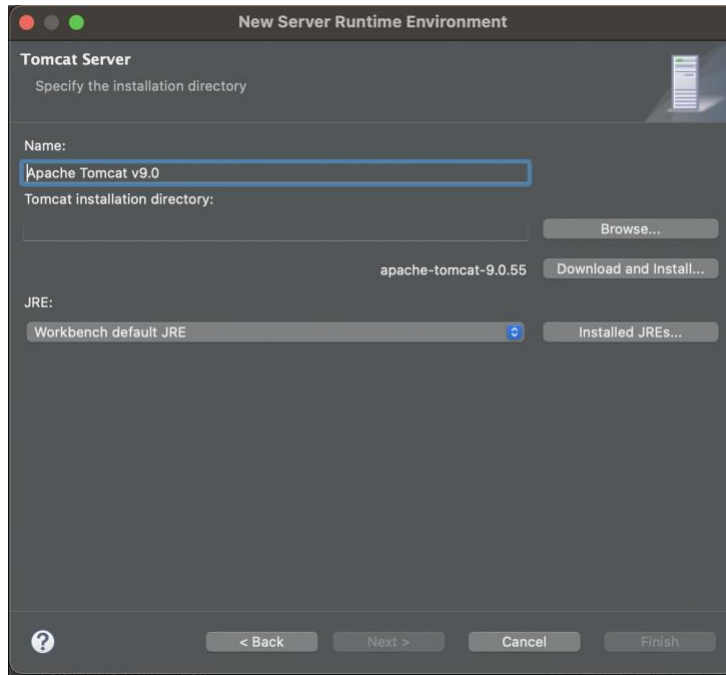 New Server Runtime Environment
Tomcat Server
Specify the installation directory
Name:
Apache Tomcat v9.0
Tomcat installation directory:
Browse...
apache-tomcat-9.0.55 Download and Install...
JRE:
Workbench default JRE Installed JREs...
? < Back Next > Cancel Finish